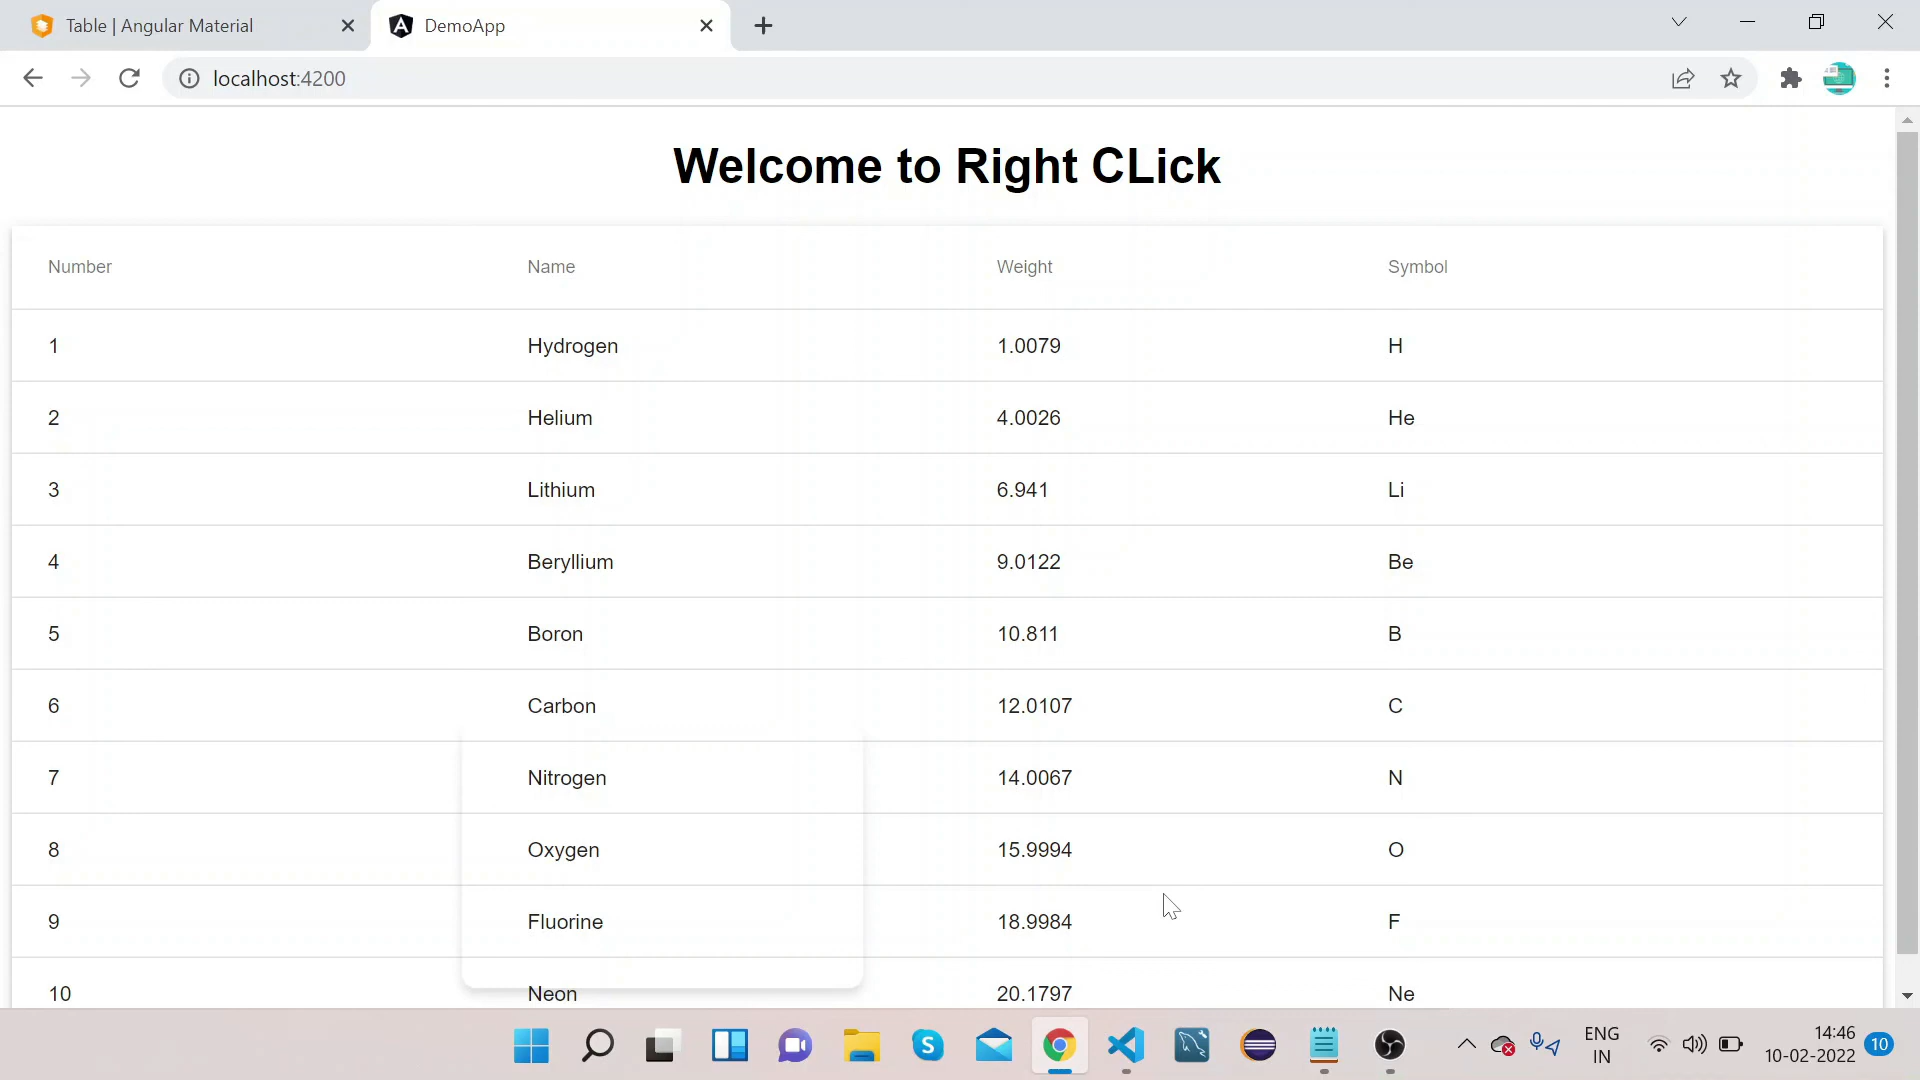 Table | Angular Material
DemoApp
localhost:4200
Welcome to Right CLick
Number Name Weight Symbol
1 Hydrogen 1.0079 H
2 Helium 4.0026 He
3 Lithium 6.941 Li
4 Beryllium 9.0122 Be
5 Boron 10.811 B
6 Carbon 12.0107 C
7 Nitrogen 14.0067 N
8 Oxygen 15.9994 O
9 Fluorine 18.9984 F
10 Neon 20.1797 Ne
ENG
IN
14:46
10-02-2022
10